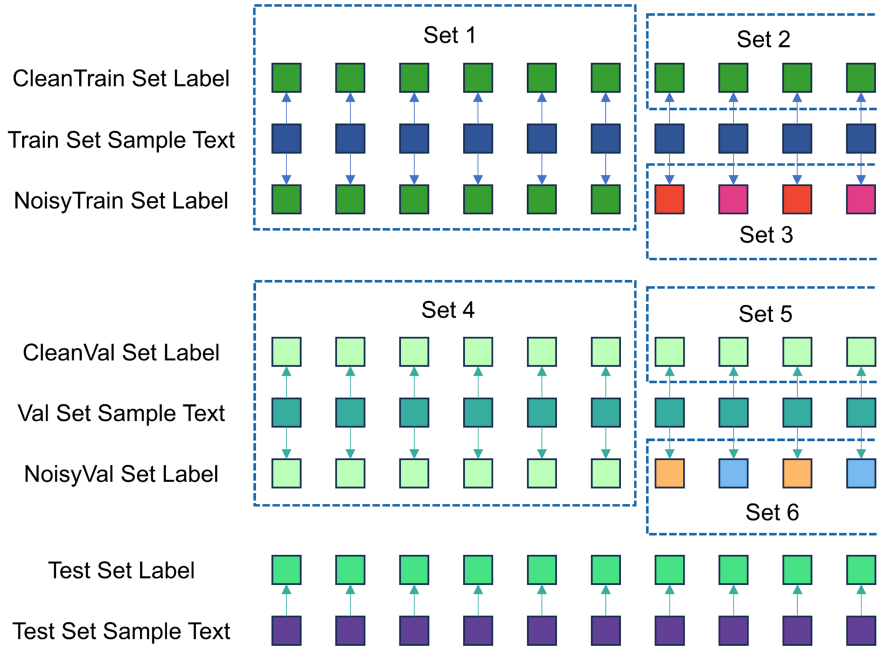 Set 1
Set 2
CleanTrain Set Label
Train Set Sample Text
NoisyTrain Set Label
Set 3
Set 4
Set 5
CleanVal Set Label
Val Set Sample Text
NoisyVal Set Label
Set 6
Test Set Label
Test Set Sample Text